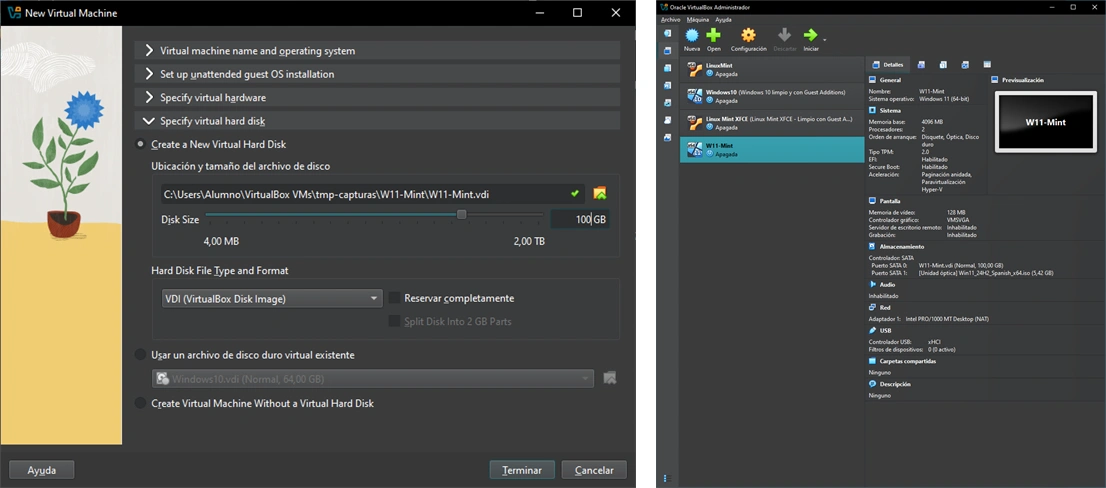 New Virtual Machine
Virtual machine name and operating system
Set up unattended guest OS installation
Specify virtual hardware
Specify virtual hard disk
Create a New Virtual Hard Disk
Ubicación y tamaño del archivo de disco
C:\Users\Alumno\VirtualBox VMs\tmp-capturas\W11-Mint\W11-Mint.vdi
Disk Size
100 GB
4,00 MB 2,00 TB
Hard Disk File Type and Format
VDI (VirtualBox Disk Image)
Reservar completamente
Split Disk Into 2 GB Parts
Usar un archivo de disco duro virtual existente
Windows10.vdi (Normal, 64,00 GB)
Create Virtual Machine Without a Virtual Hard Disk
Ayuda Terminar Cancelar
Oracle VirtualBox Administrador
Archivo Máquina Ayuda
Nueva Open Configuración Descartar Iniciar
LinuxMint
Apagada
Windows10 (Windows 10 limpio y con Guest Additions)
Apagada
Linux Mint XFCE (Linux Mint XFCE - Limpio con Guest A...)
Apagada
W11-Mint
Apagada
Detalles
General
Nombre: W11-Mint
Sistema operativo: Windows 11 (64-bit)
Sistema
Memoria base: 4096 MB
Procesadores: 2
Orden de arranque: Disquete, Óptica, Disco
duro
Tipo TPM: 2.0
EFI: Habilitado
Secure Boot: Habilitado
Aceleración: Paginación anidada,
Paravirtualización
Hyper-V
Previsualización
W11-Mint
Pantalla
Memoria de vídeo: 128 MB
Controlador gráfico: VMSVGA
Servidor de escritorio remoto: Inhabilitado
Grabación: Inhabilitado
Almacenamiento
Controlador: SATA
Puerto SATA 0: W11-Mint.vdi (Normal, 100,00 GB)
Puerto SATA 1: [Unidad óptica] Win11_24H2_Spanish_x64.iso (5,42 GB)
Audio
Inhabilitado
Red
Adaptador 1: Intel PRO/1000 MT Desktop (NAT)
USB
Controlador USB: xHCI
Filtros de dispositivos: 0 (0 activo)
Carpetas compartidas
Ninguno
Descripción
Ninguno